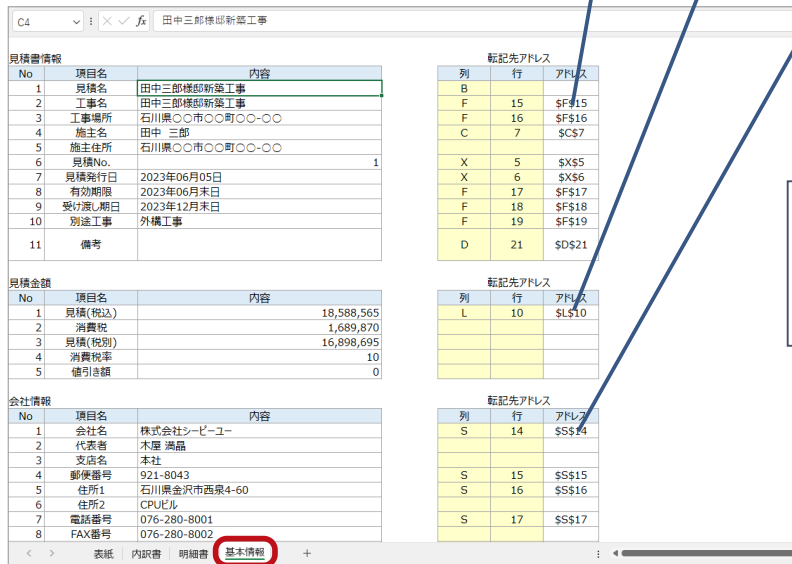 C4 fx 田中三郎様邸新築工事
見積書情報 転記先アドレス
No 項目名 内容 列 行 アドレス
1 見積名 田中三郎様邸新築工事 B
2 工事名 田中三郎様邸新築工事 F 15 $F$15
3 工事場所 石川県○○市○○町○○-○○ F 16 $F$16
4 施主名 田中 三郎 C 7 $C$7
5 施主住所 石川県○○市○○町○○-○○
6 見積No. 1 X 5 $X$5
7 見積発行日 2023年06月05日 X 6 $X$6
8 有効期限 2023年06月末日 F 17 $F$17
9 受け渡し期日 2023年12月末日 F 18 $F$18
10 別途工事 外構工事 F 19 $F$19
11 備考 D 21 $D$21
見積金額 転記先アドレス
No 項目名 内容 列 行 アドレス
1 見積(税込) 18,588,565 L 10 $L$10
2 消費税 1,689,870
3 見積(税別) 16,898,695
4 消費税率 10
5 値引き額 0
会社情報 転記先アドレス
No 項目名 内容 列 行 アドレス
1 会社名 株式会社シーピーユー S 14 $S$14
2 代表者 木屋 満晶
3 支店名 本社
4 郵便番号 921-8043 S 15 $S$15
5 住所1 石川県金沢市西泉4-60 S 16 $S$16
6 住所2 CPUビル
7 電話番号 076-280-8001 S 17 $S$17
8 FAX番号 076-280-8002
表紙 内訳書 明細書 基本情報 +